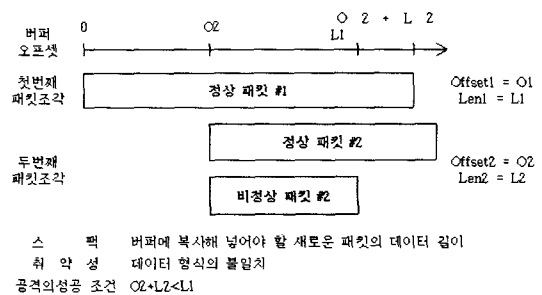 버퍼
오프셋
0
O2
O 2 + L 2
L1
첫번째
패킷조각
정상 패킷 #1
Offset1 = O1
Len1 = L1
두번째
패킷조각
정상 패킷 #2
비정상 패킷 #2
Offset2 = O2
Len2 = L2
스 팩 버퍼에 복사해 넣어야 할 새로운 패킷의 데이터 길이
취 약 성 데이터 형식의 불일치
공격의성공 조건 O2+L2<L1